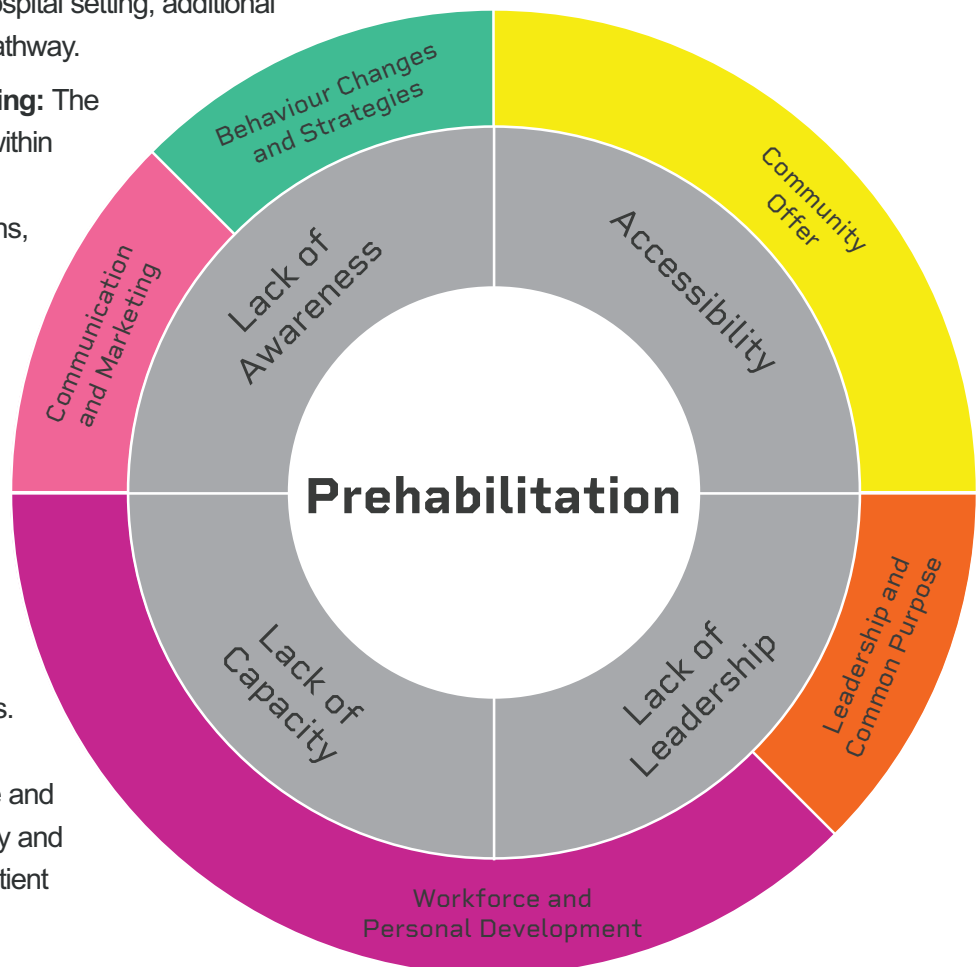 spital setting, additional
athway.
ing: The
vithin
ns,
s.
e and
y and
tient
Behaviour Changes
and Strategies
Community
Offer
Communication
and Marketing
Lack of
Awareness
Accessibility
Prehabilitation
Lack of
Capacity
Lack of
Leadership
Leadership and
Common Purpose
Workforce and
Personal Development